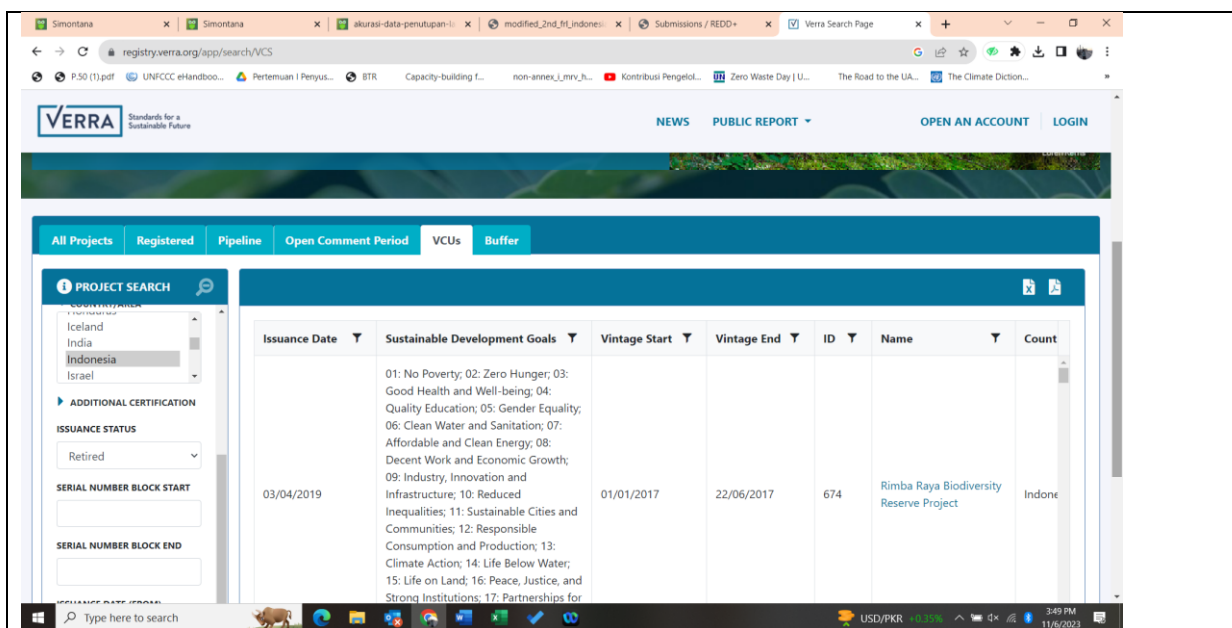 Simontana
Simontana
akurasi-data-penutupan-la
modified_2nd_frl_indonesia
Submissions / REDD+
Verra Search Page
registry.verra.org/app/search/VCS
P.50 (1).pdf
UNFCCC eHandboo...
Pertemuan I Penyus...
BTR
Capacity-building f...
non-annex_i_mrv_h...
Kontribusi Pengelol...
Zero Waste Day | U...
The Road to the UA...
The Climate Diction...
VERRA
Standards for a
Sustainable Future
NEWS
PUBLIC REPORT
OPEN AN ACCOUNT
LOGIN
All Projects
Registered
Pipeline
Open Comment Period
VCUs
Buffer
PROJECT SEARCH
COUNTRY/AREA
Honduras
Iceland
India
Indonesia
Israel
ADDITIONAL CERTIFICATION
ISSUANCE STATUS
Retired
SERIAL NUMBER BLOCK START
SERIAL NUMBER BLOCK END
ISSUANCE DATE (FROM)
Issuance Date
Sustainable Development Goals
Vintage Start
Vintage End
ID
Name
Count
03/04/2019
01: No Poverty; 02: Zero Hunger; 03:
Good Health and Well-being; 04:
Quality Education; 05: Gender Equality;
06: Clean Water and Sanitation; 07:
Affordable and Clean Energy; 08:
Decent Work and Economic Growth;
09: Industry, Innovation and
Infrastructure; 10: Reduced
Inequalities; 11: Sustainable Cities and
Communities; 12: Responsible
Consumption and Production; 13:
Climate Action; 14: Life Below Water;
15: Life on Land; 16: Peace, Justice, and
Strong Institutions; 17: Partnerships for
01/01/2017
22/06/2017
674
Rimba Raya Biodiversity
Reserve Project
Indone
Type here to search
USD/PKR +0.35%
3:49 PM
11/6/2023